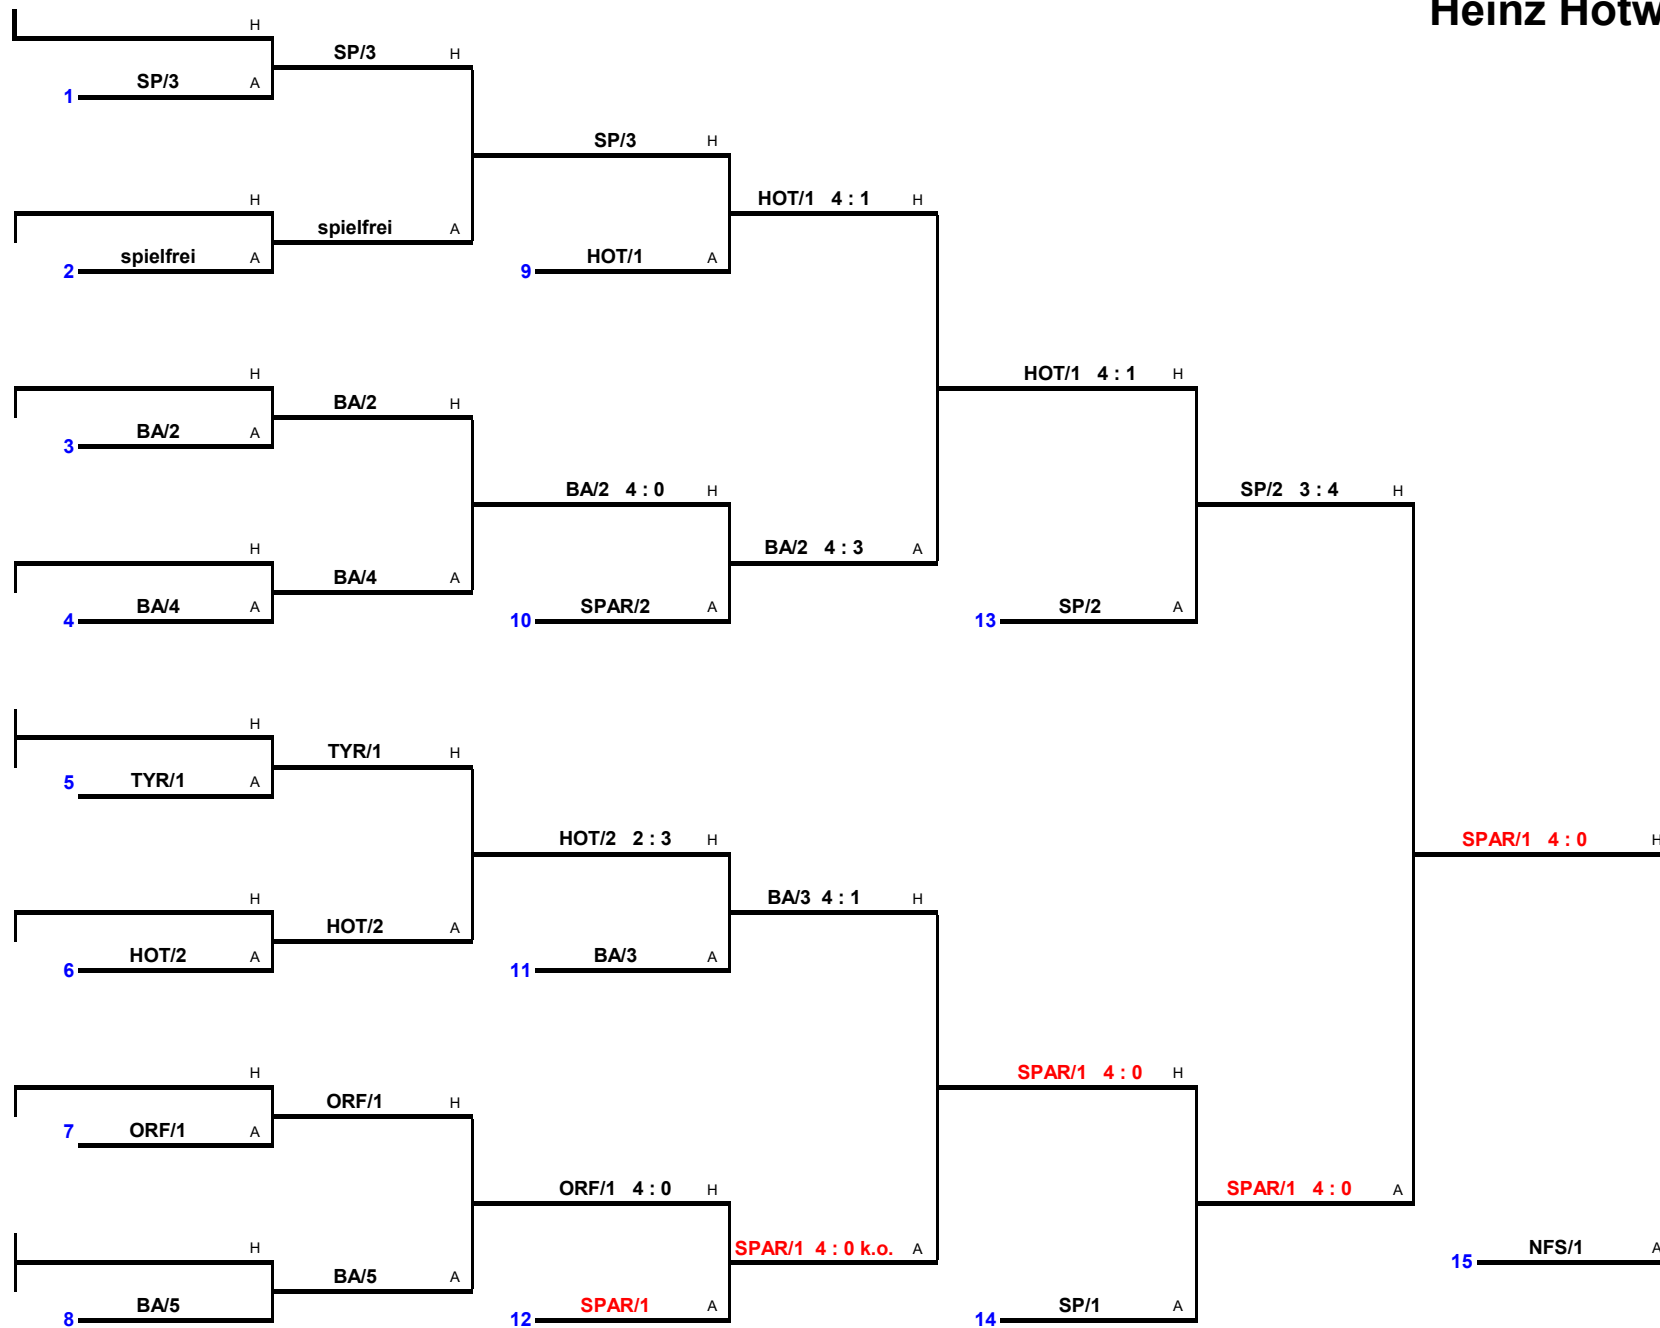 Heinz Hotw
H
SP/3 H
SP/3 A
1
SP/3 H
H
HOT/1 4 : 1 H
spielfrei A
spielfrei A
2
HOT/1 A
9
H
HOT/1 4 : 1 H
BA/2 H
BA/2 A
3
BA/2 4 : 0 H
SP/2 3 : 4 H
H
BA/2 4 : 3 A
BA/4 A
BA/4 A
4
SPAR/2 A
10
SP/2 A
13
H
TYR/1 H
TYR/1 A
5
HOT/2 2 : 3 H
SPAR/1 4 : 0 H
H
BA/3 4 : 1 H
HOT/2 A
HOT/2 A
6
BA/3 A
11
H
SPAR/1 4 : 0 H
ORF/1 H
ORF/1 A
7
ORF/1 4 : 0 H
SPAR/1 4 : 0 A
H
SPAR/1 4 : 0 k.o. A
NFS/1 A
15
BA/5 A
BA/5
8
SPAR/1 A
12
SP/1 A
14